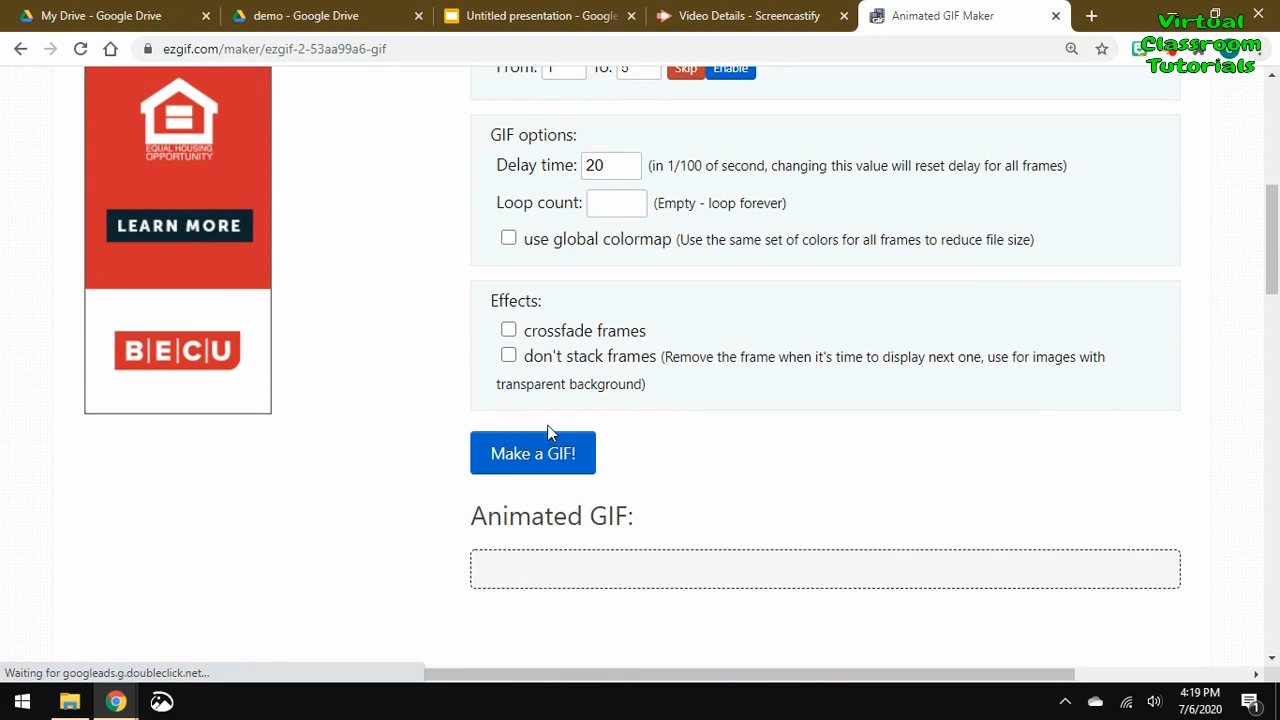 My Drive - Google Drive
demo - Google Drive
Untitled presentation - Google
Video Details - Screencastify
Animated GIF Maker
Virtual
Classroom
Tutorials
ezgif.com/maker/ezgif-2-53aa99a6-gif
From: 1 To: 5 Skip Enable
EQUAL HOUSING
OPPORTUNITY
LEARN MORE
BECU
GIF options:
Delay time: 20 (in 1/100 of second, changing this value will reset delay for all frames)
Loop count: (Empty - loop forever)
use global colormap (Use the same set of colors for all frames to reduce file size)
Effects:
crossfade frames
don't stack frames (Remove the frame when it's time to display next one, use for images with
transparent background)
Make a GIF!
Animated GIF:
Waiting for googleads.g.doubleclick.net...
4:19 PM
7/6/2020
1